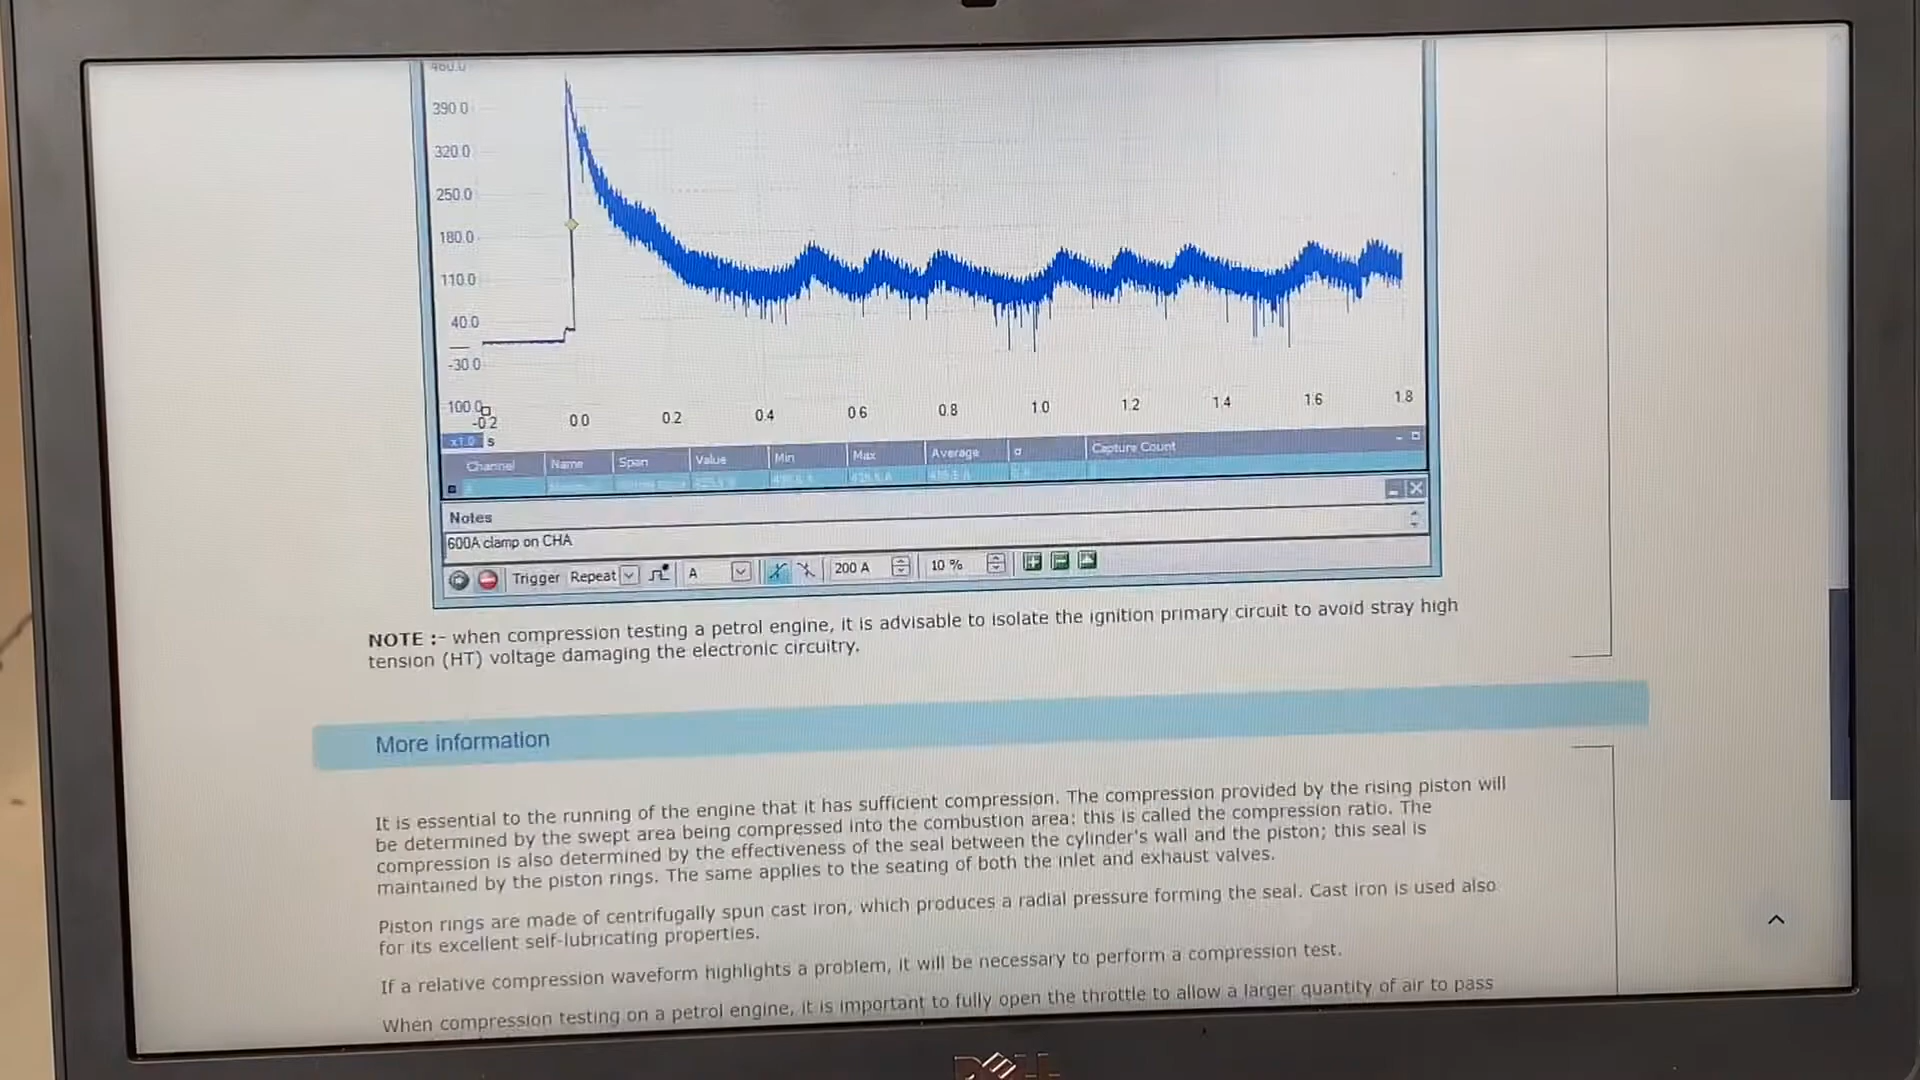 460.0
390.0
320.0
250.0
180.0
110.0
40.0
-30.0
100.0
-0.2 0.0 0.2 0.4 0.6 0.8 1.0 1.2 1.4 1.6 1.8
x1.0 s
Channel Name Span Value Min Max Average σ Capture Count
Notes
600A clamp on CHA
Trigger Repeat A 200 A 10 %
NOTE :- when compression testing a petrol engine, it is advisable to isolate the ignition primary circuit to avoid stray high
tension (HT) voltage damaging the electronic circuitry.
More information
It is essential to the running of the engine that it has sufficient compression. The compression provided by the rising piston will
be determined by the swept area being compressed into the combustion area: this is called the compression ratio. The
compression is also determined by the effectiveness of the seal between the cylinder's wall and the piston; this seal is
maintained by the piston rings. The same applies to the seating of both the inlet and exhaust valves.
Piston rings are made of centrifugally spun cast iron, which produces a radial pressure forming the seal. Cast iron is used also
for its excellent self-lubricating properties.
If a relative compression waveform highlights a problem, it will be necessary to perform a compression test.
When compression testing on a petrol engine, it is important to fully open the throttle to allow a larger quantity of air to pass
DELL